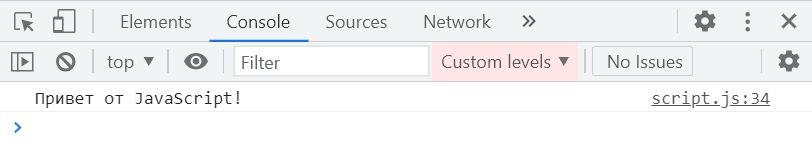 Elements Console Sources Network »
top ▼ Filter Custom levels ▼ No Issues
Привет от JavaScript! script.js:34
>